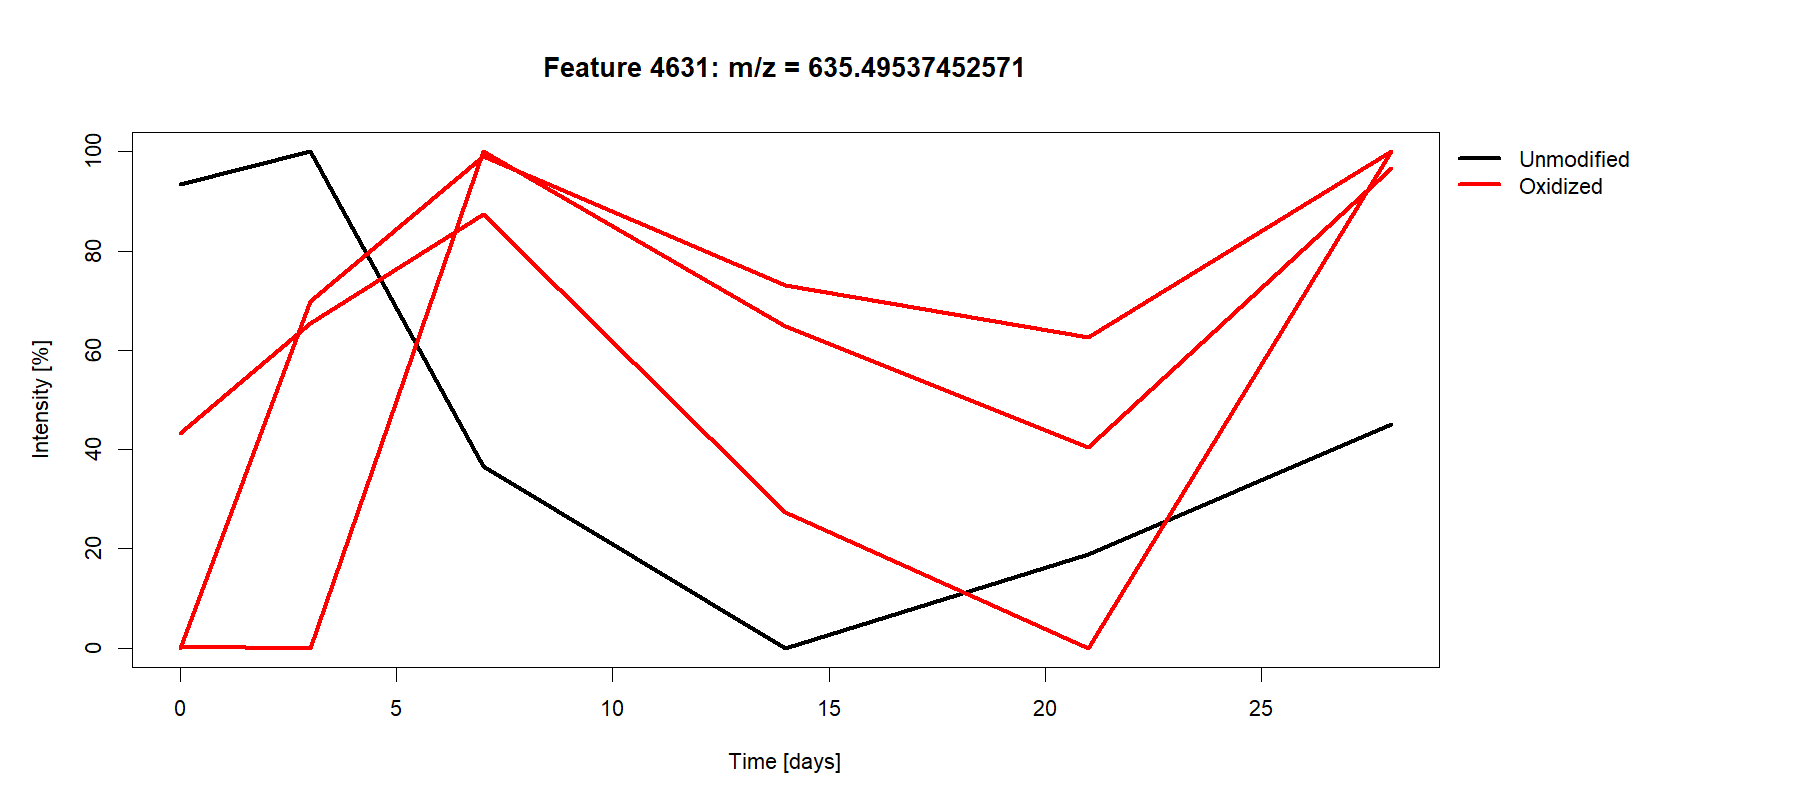 Feature 4631: m/z = 635.49537452571
Unmodified
Oxidized
Intensity [%]
100
80
60
40
20
0
0 5 10 15 20 25
Time [days]